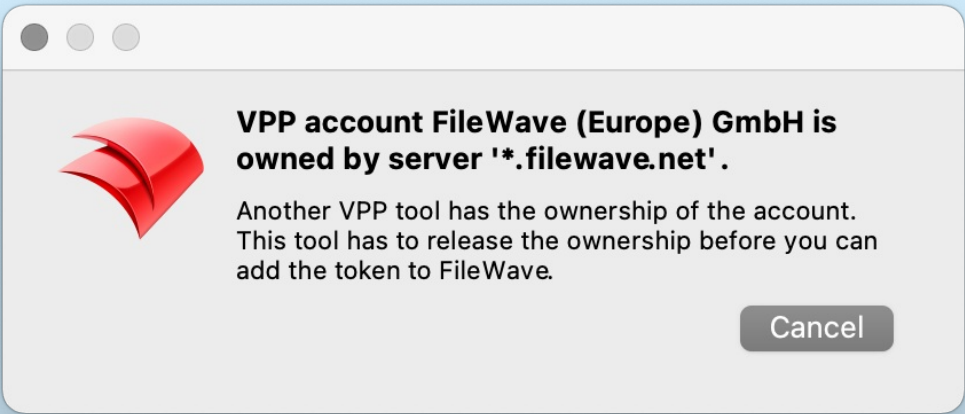 VPP account FileWave (Europe) GmbH is
owned by server '*.filewave.net'.
Another VPP tool has the ownership of the account.
This tool has to release the ownership before you can
add the token to FileWave.
Cancel